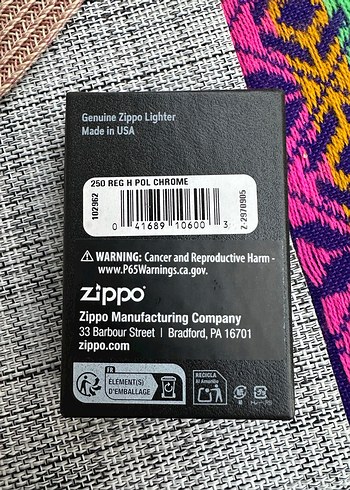 Genuine Zippo Lighter
Made in USA
250 REG H POL CHROME
102962
Z-2970905
0 41689 10600 3
⚠ WARNING: Cancer and Reproductive Harm -
www.P65Warnings.ca.gov.
zippo®
Zippo Manufacturing Company
33 Barbour Street | Bradford, PA 16701
zippo.com
FR
ÉLÉMENT(S)
D'EMBALLAGE
RECICLA
Al Amarillo